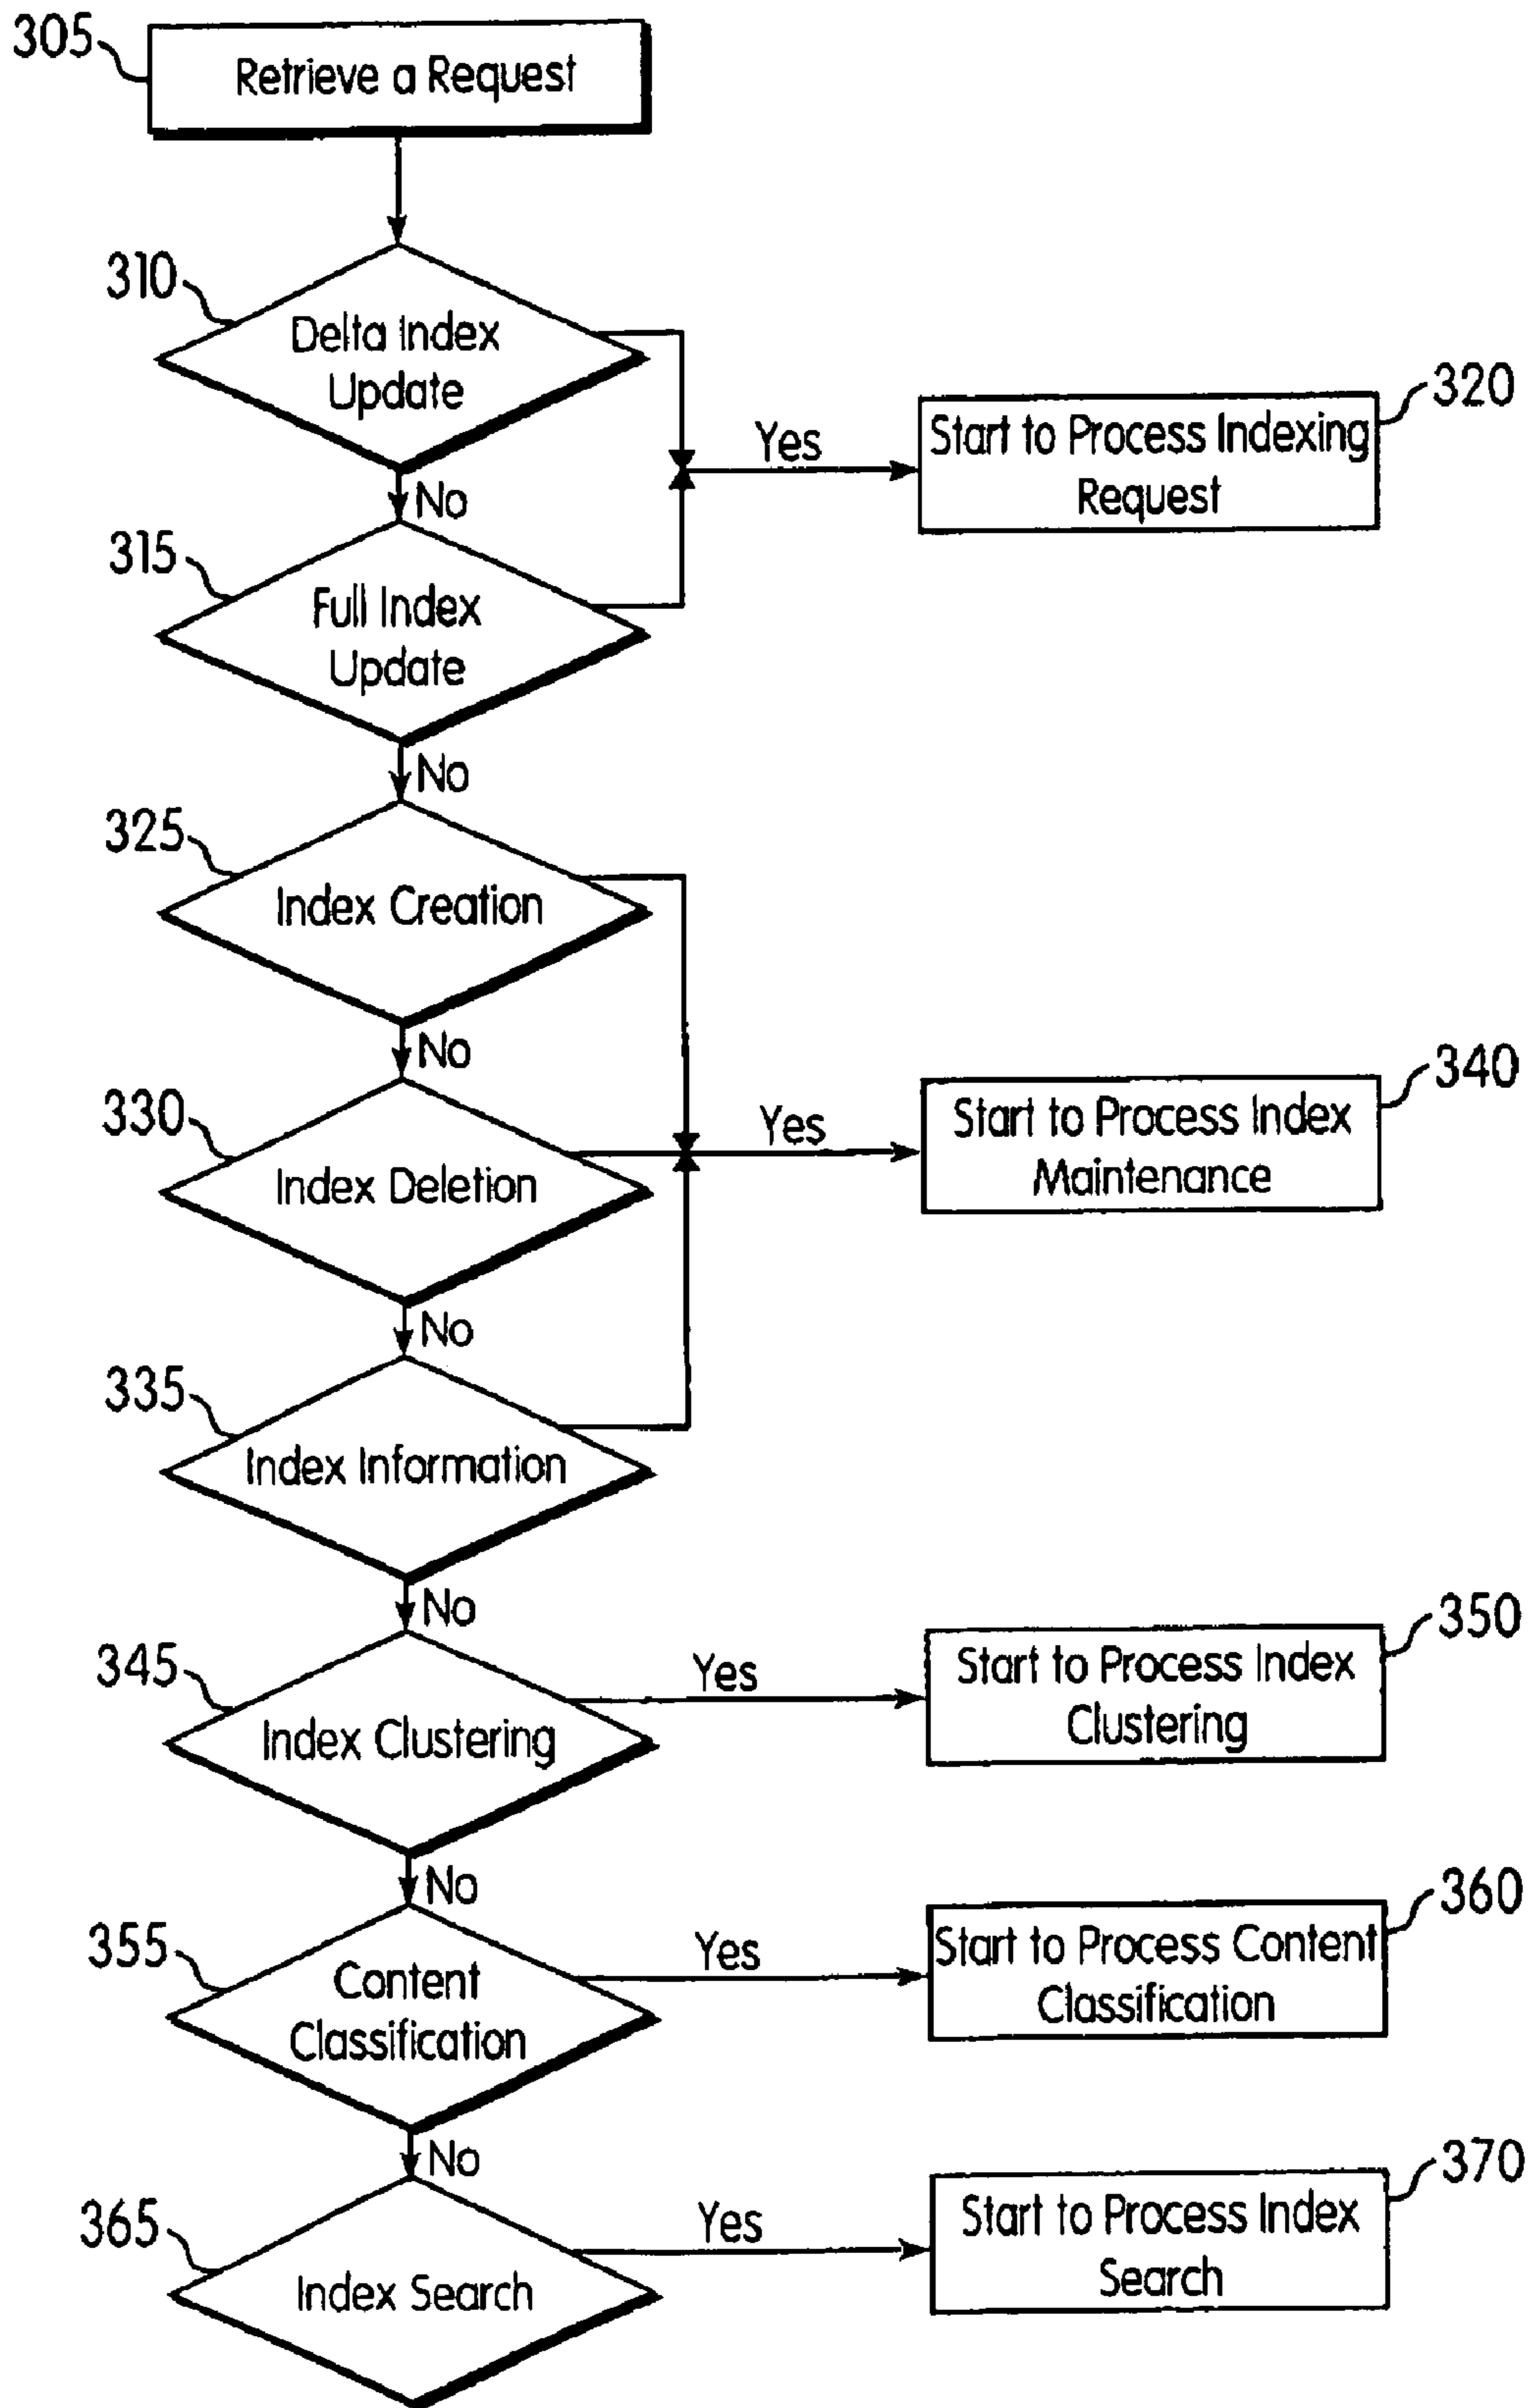 305
Retrieve a Request
310
Delta Index
Update
Yes
320
Start to Process Indexing
Request
No
315
Full Index
Update
No
325
Index Creation
No
330
Index Deletion
Yes
340
Start to Process Index
Maintenance
No
335
Index Information
No
345
Index Clustering
Yes
350
Start to Process Index
Clustering
No
355
Content
Classification
Yes
360
Start to Process Content
Classification
No
365
Index Search
Yes
370
Start to Process Index
Search